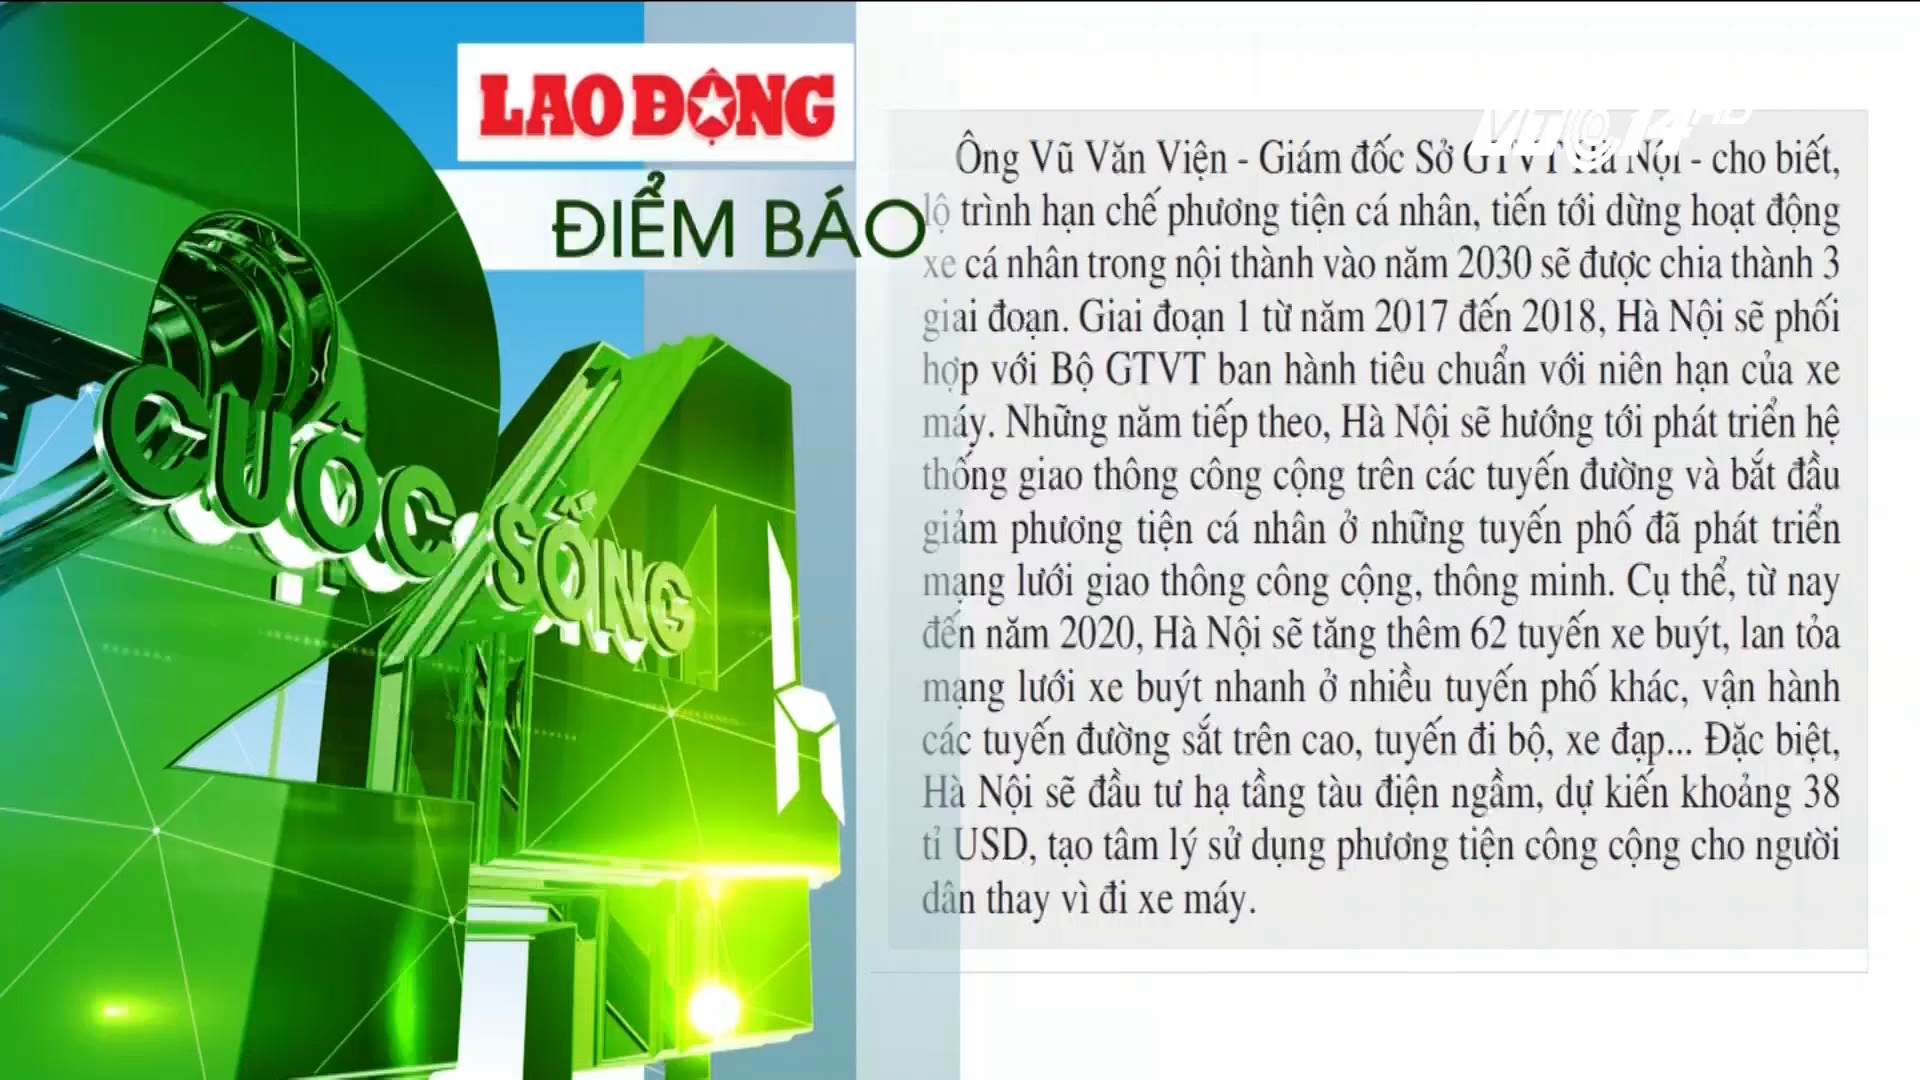 LAO ĐỘNG
ĐIỂM BÁO
CUỘC SỐNG
24h
VTC14 HD
Ông Vũ Văn Viện - Giám đốc Sở GTVT Hà Nội - cho biết,
lộ trình hạn chế phương tiện cá nhân, tiến tới dừng hoạt động
xe cá nhân trong nội thành vào năm 2030 sẽ được chia thành 3
giai đoạn. Giai đoạn 1 từ năm 2017 đến 2018, Hà Nội sẽ phối
hợp với Bộ GTVT ban hành tiêu chuẩn với niên hạn của xe
máy. Những năm tiếp theo, Hà Nội sẽ hướng tới phát triển hệ
thống giao thông công cộng trên các tuyến đường và bắt đầu
giảm phương tiện cá nhân ở những tuyến phố đã phát triển
mạng lưới giao thông công cộng, thông minh. Cụ thể, từ nay
đến năm 2020, Hà Nội sẽ tăng thêm 62 tuyến xe buýt, lan tỏa
mạng lưới xe buýt nhanh ở nhiều tuyến phố khác, vận hành
các tuyến đường sắt trên cao, tuyến đi bộ, xe đạp... Đặc biệt,
Hà Nội sẽ đầu tư hạ tầng tàu điện ngầm, dự kiến khoảng 38
tỉ USD, tạo tâm lý sử dụng phương tiện công cộng cho người
dân thay vì đi xe máy.